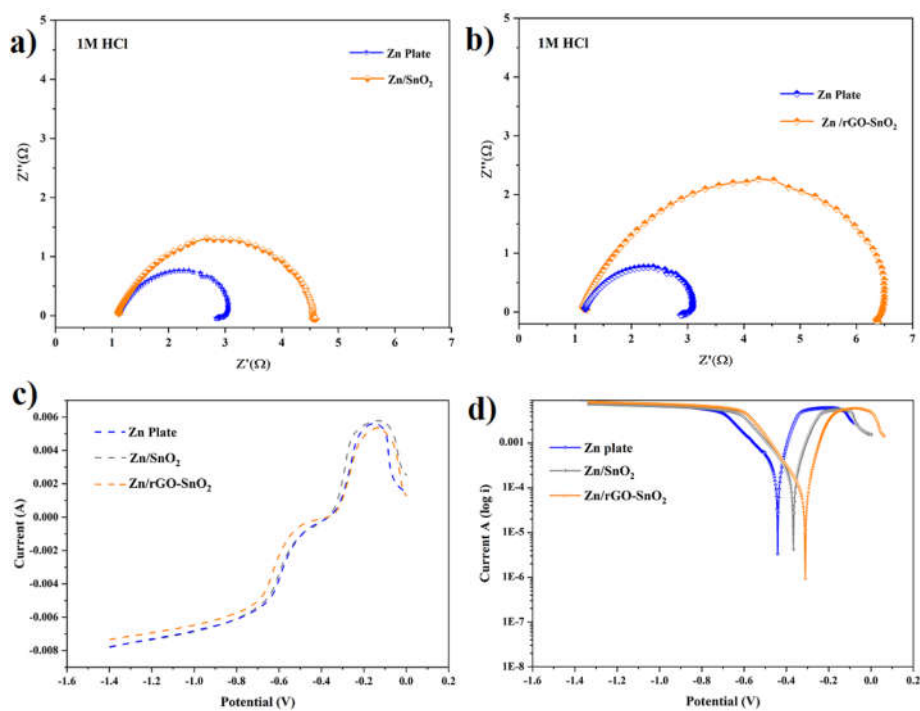 a)
1M HCl
Zn Plate
Zn/SnO₂
Z''(Ω)
5
4
3
2
1
0
0 1 2 3 4 5 6 7
Z'(Ω)
b)
1M HCl
Zn Plate
Zn /rGO-SnO₂
Z''(Ω)
5
4
3
2
1
0
0 1 2 3 4 5 6 7
Z'(Ω)
c)
Zn Plate
Zn/SnO₂
Zn/rGO-SnO₂
Current (A)
0.006
0.004
0.002
0.000
-0.002
-0.004
-0.006
-0.008
-1.6 -1.4 -1.2 -1.0 -0.8 -0.6 -0.4 -0.2 0.0 0.2
Potential (V)
d)
Zn plate
Zn/SnO₂
Zn/rGO-SnO₂
Current A (log i)
0.001
1E-4
1E-5
1E-6
1E-7
1E-8
-1.4 -1.2 -1.0 -0.8 -0.6 -0.4 -0.2 0.0 0.2
Potential (V)